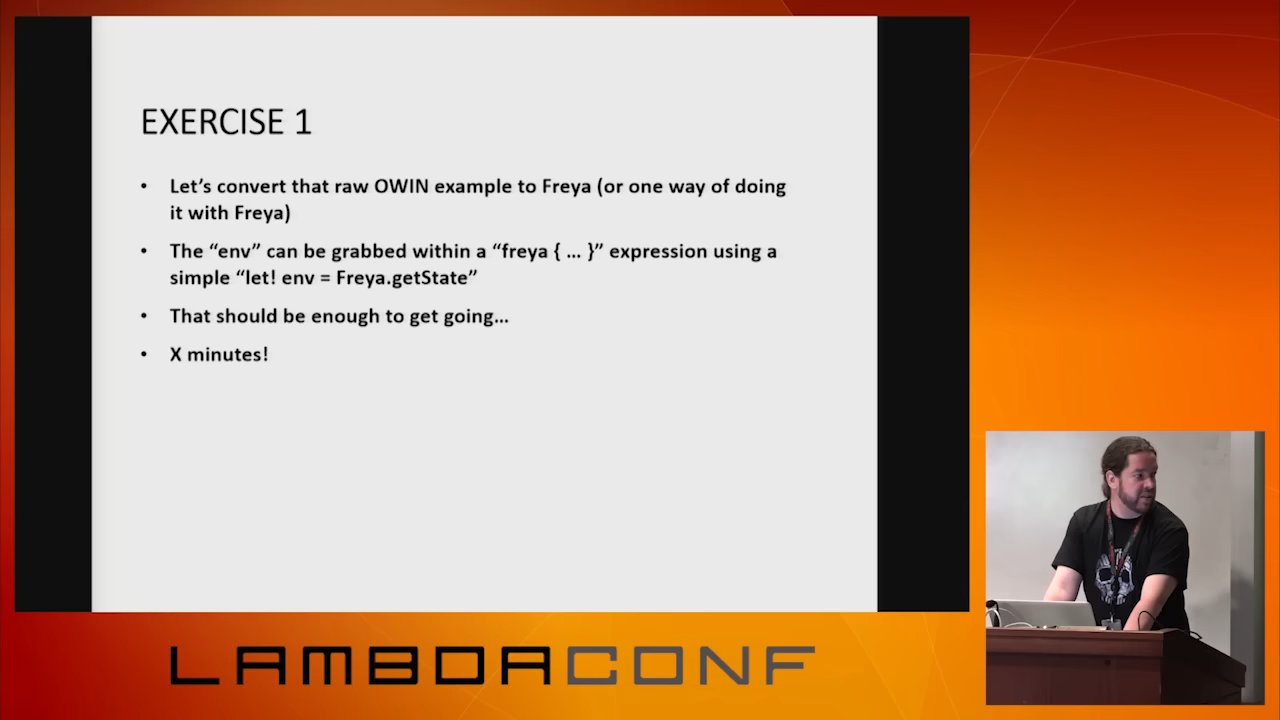 EXERCISE 1
• Let’s convert that raw OWIN example to Freya (or one way of doing
it with Freya)
• The “env” can be grabbed within a “freya { … }” expression using a
simple “let! env = Freya.getState”
• That should be enough to get going…
• X minutes!
LAMBDACONF